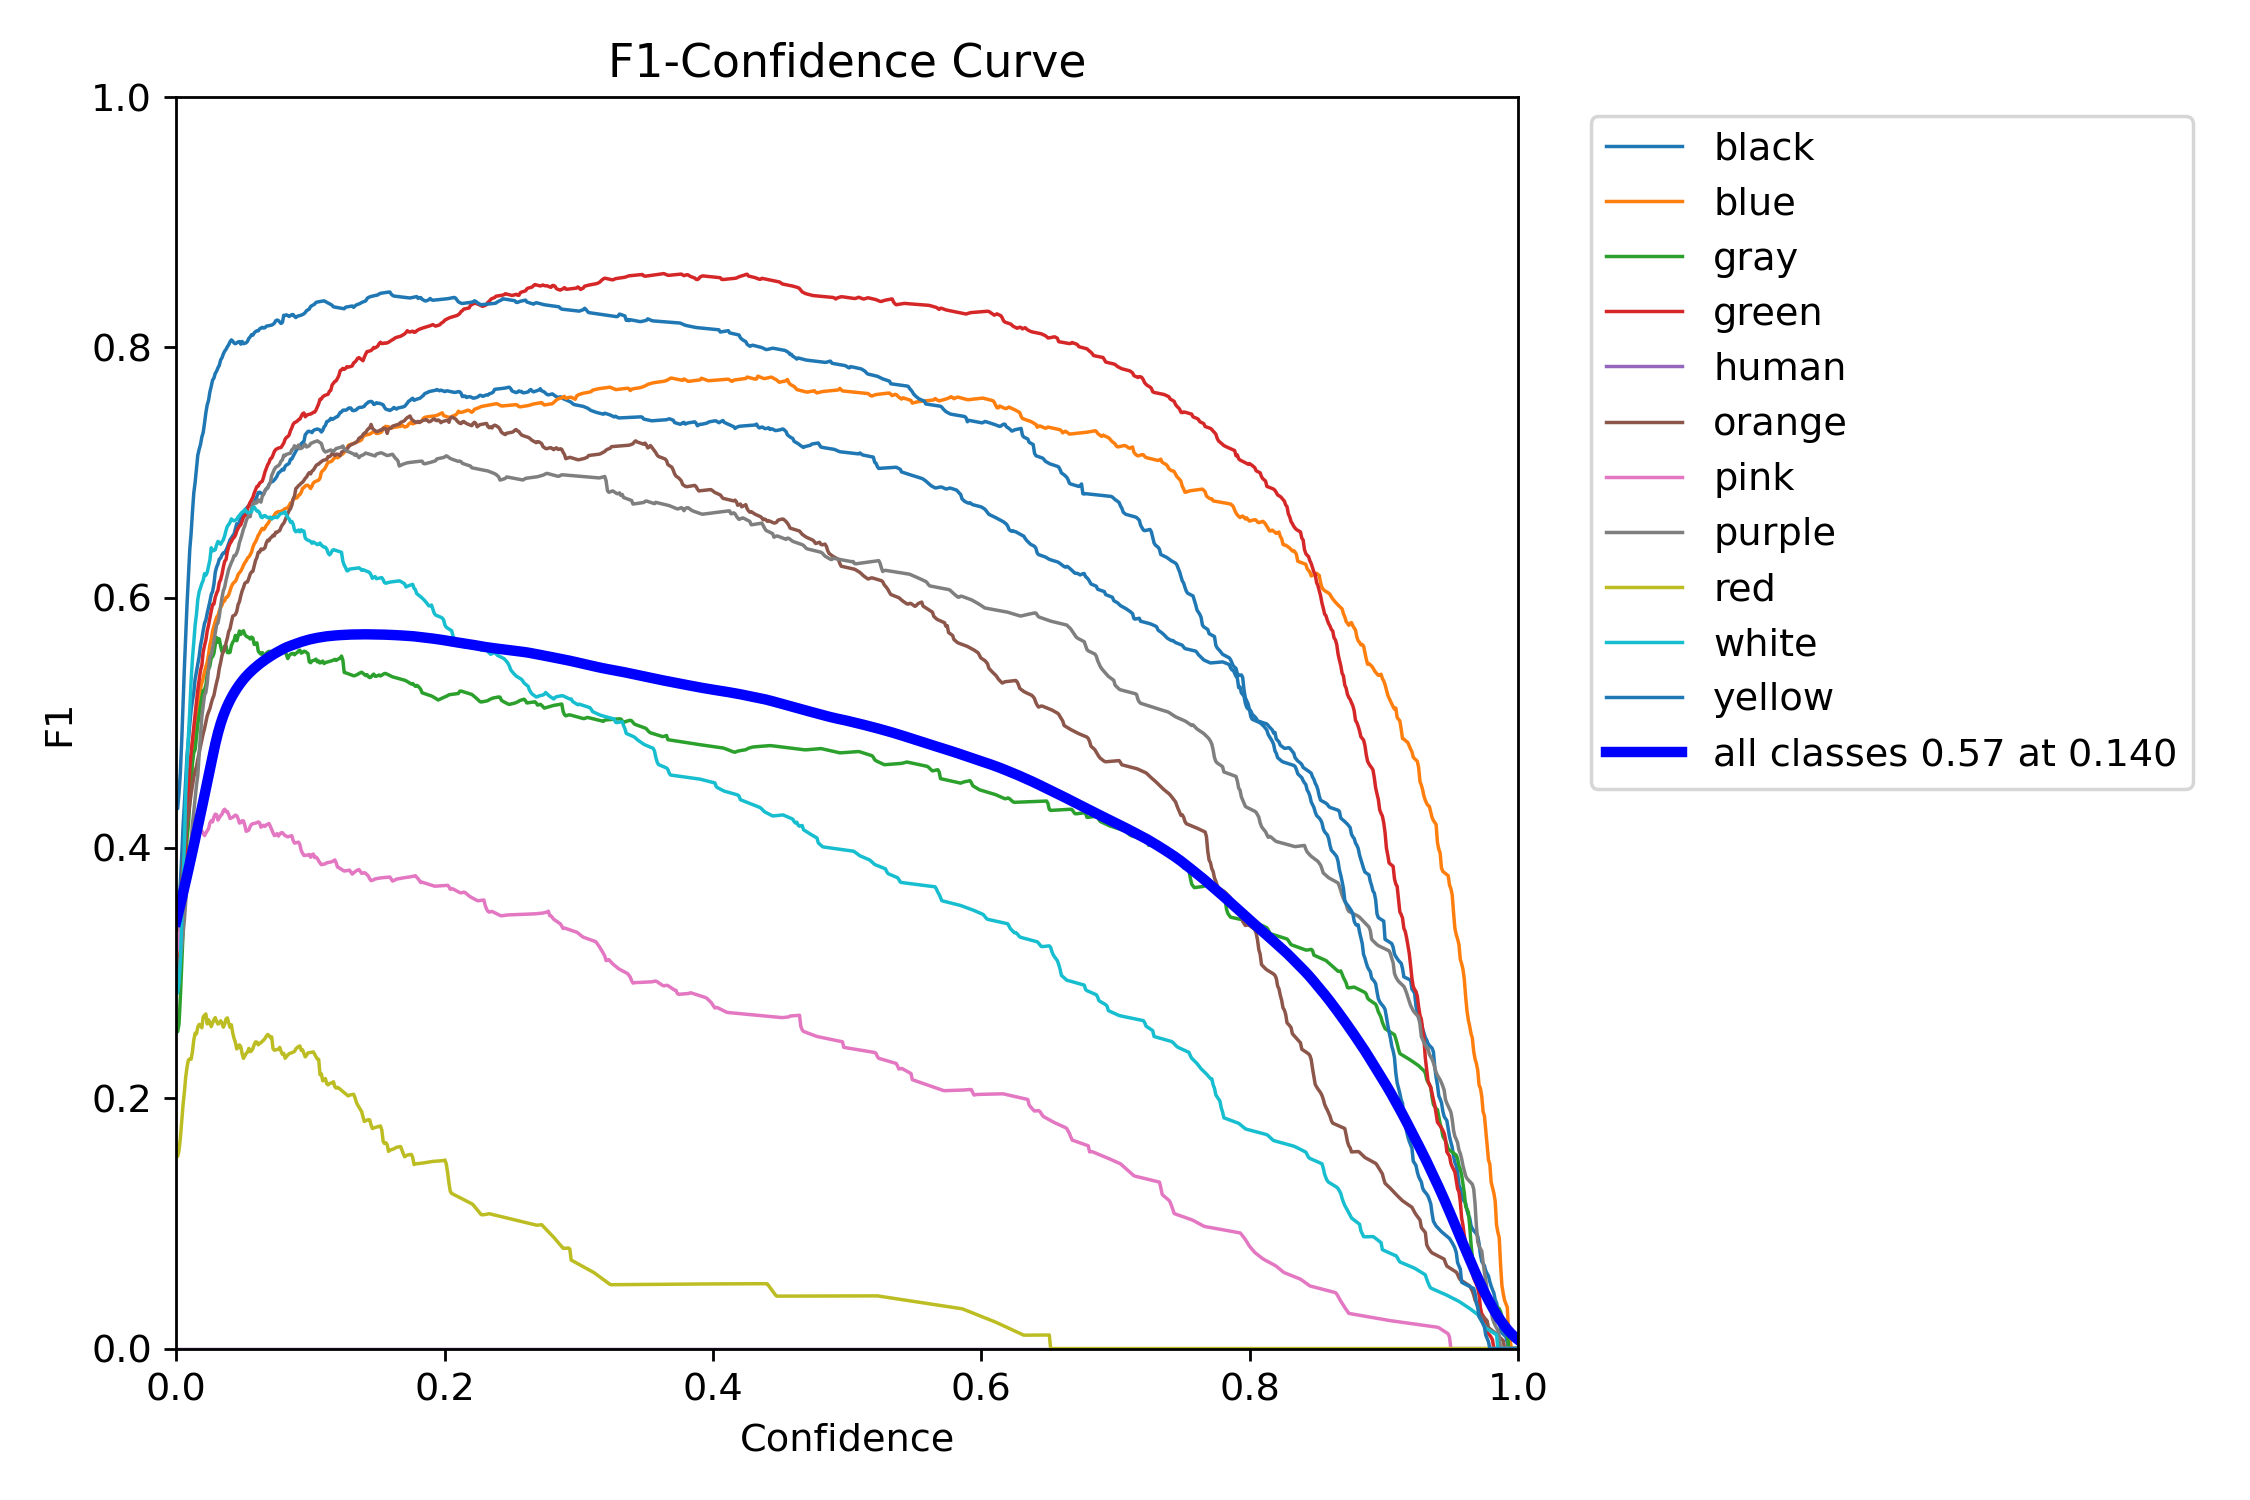 F1-Confidence Curve
1.0
0.8
0.6
0.4
0.2
0.0
F1
0.0 0.2 0.4 0.6 0.8 1.0
Confidence
black
blue
gray
green
human
orange
pink
purple
red
white
yellow
all classes 0.57 at 0.140